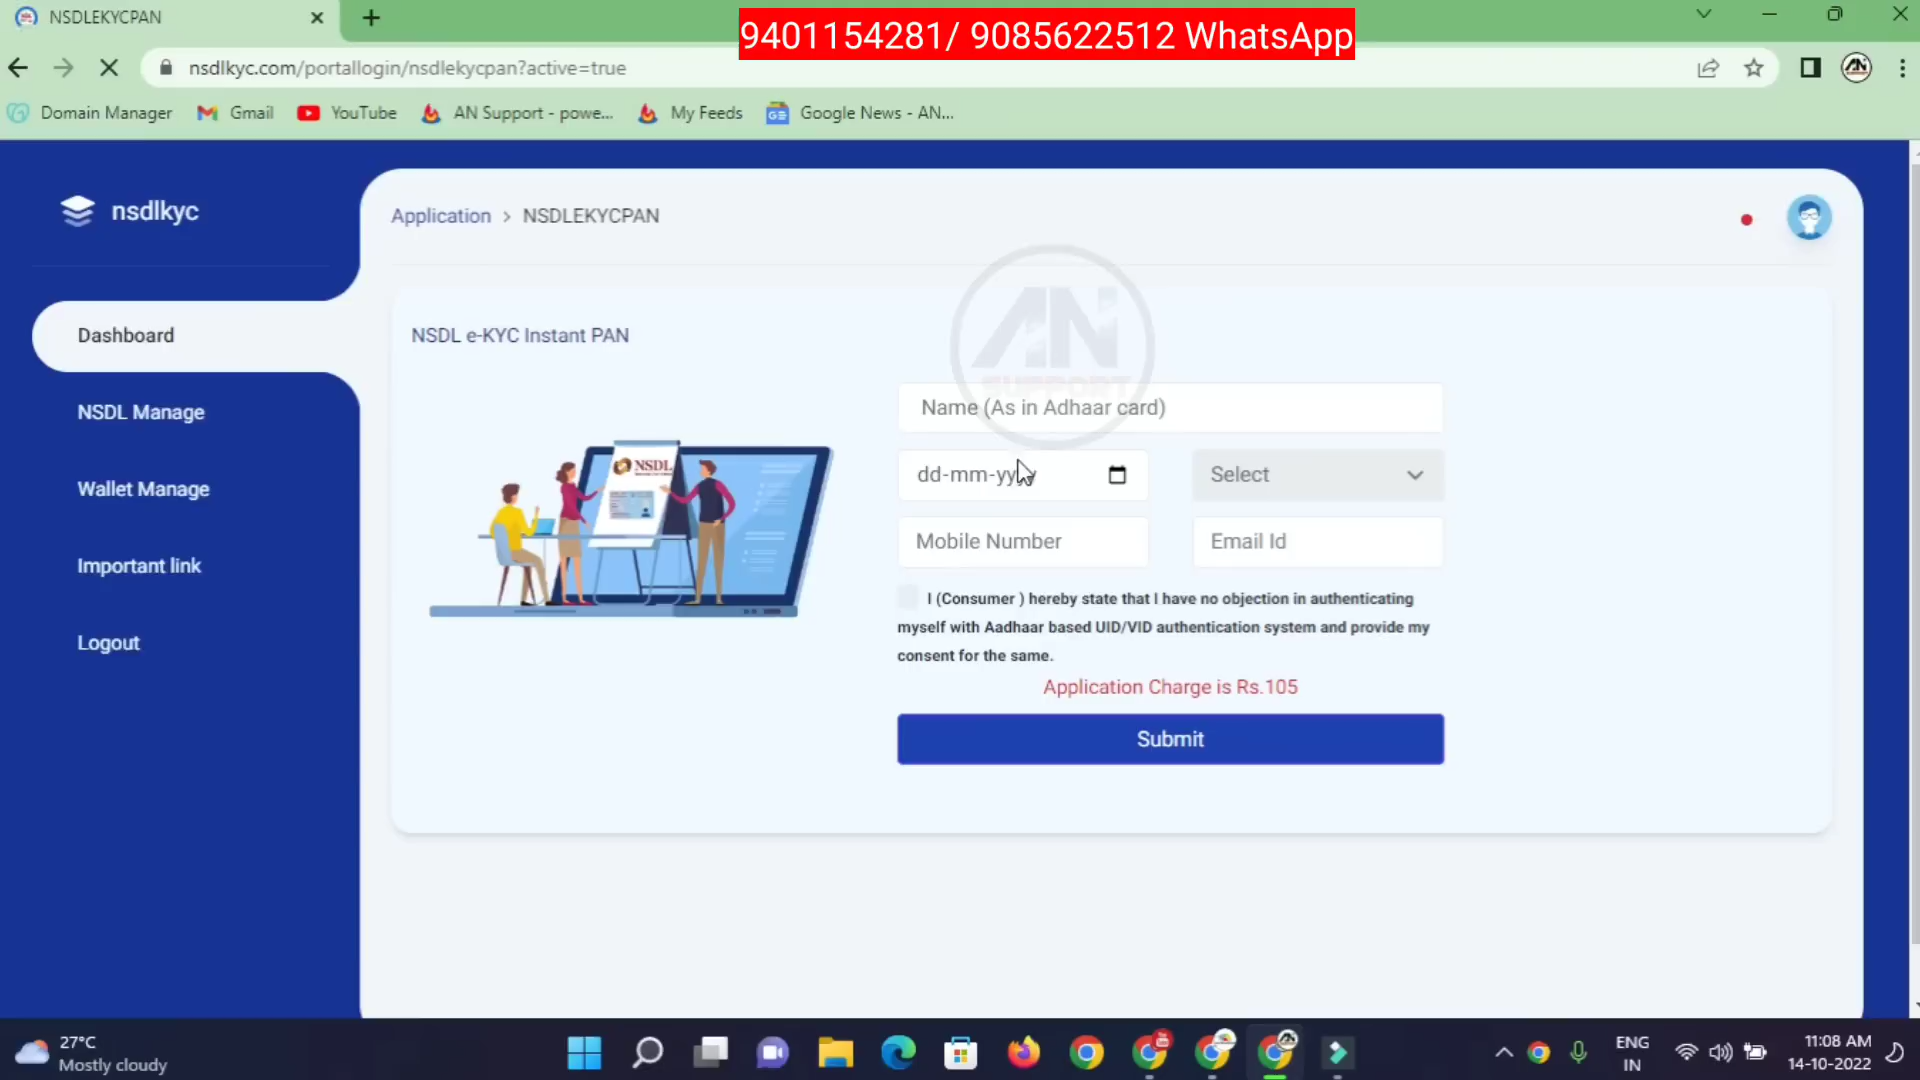 NSDLEKYCPAN
9401154281/ 9085622512 WhatsApp
nsdlkyc.com/portallogin/nsdlekycpan?active=true
Domain Manager
Gmail
YouTube
AN Support - powe...
My Feeds
Google News - AN...
nsdlkyc
Application > NSDLEKYCPAN
Dashboard
NSDL Manage
Wallet Manage
Important link
Logout
NSDL e-KYC Instant PAN
AN
SUPPORT
Name (As in Adhaar card)
dd-mm-yyyy
Select
Mobile Number
Email Id
NSDL
I (Consumer ) hereby state that I have no objection in authenticating
myself with Aadhaar based UID/VID authentication system and provide my
consent for the same.
Application Charge is Rs.105
Submit
27°C
Mostly cloudy
ENG
IN
11:08 AM
14-10-2022